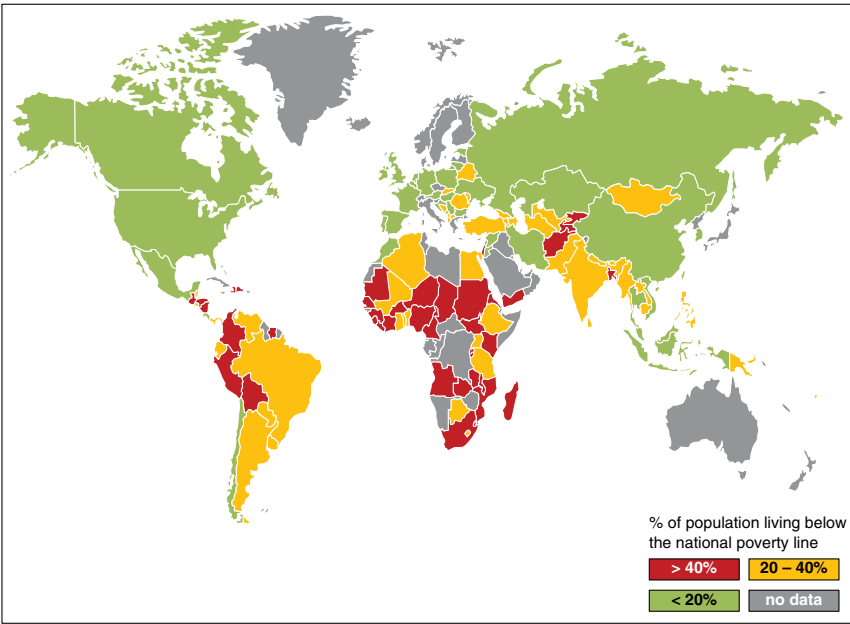 % of population living below
the national poverty line
> 40%
20 – 40%
< 20%
no data